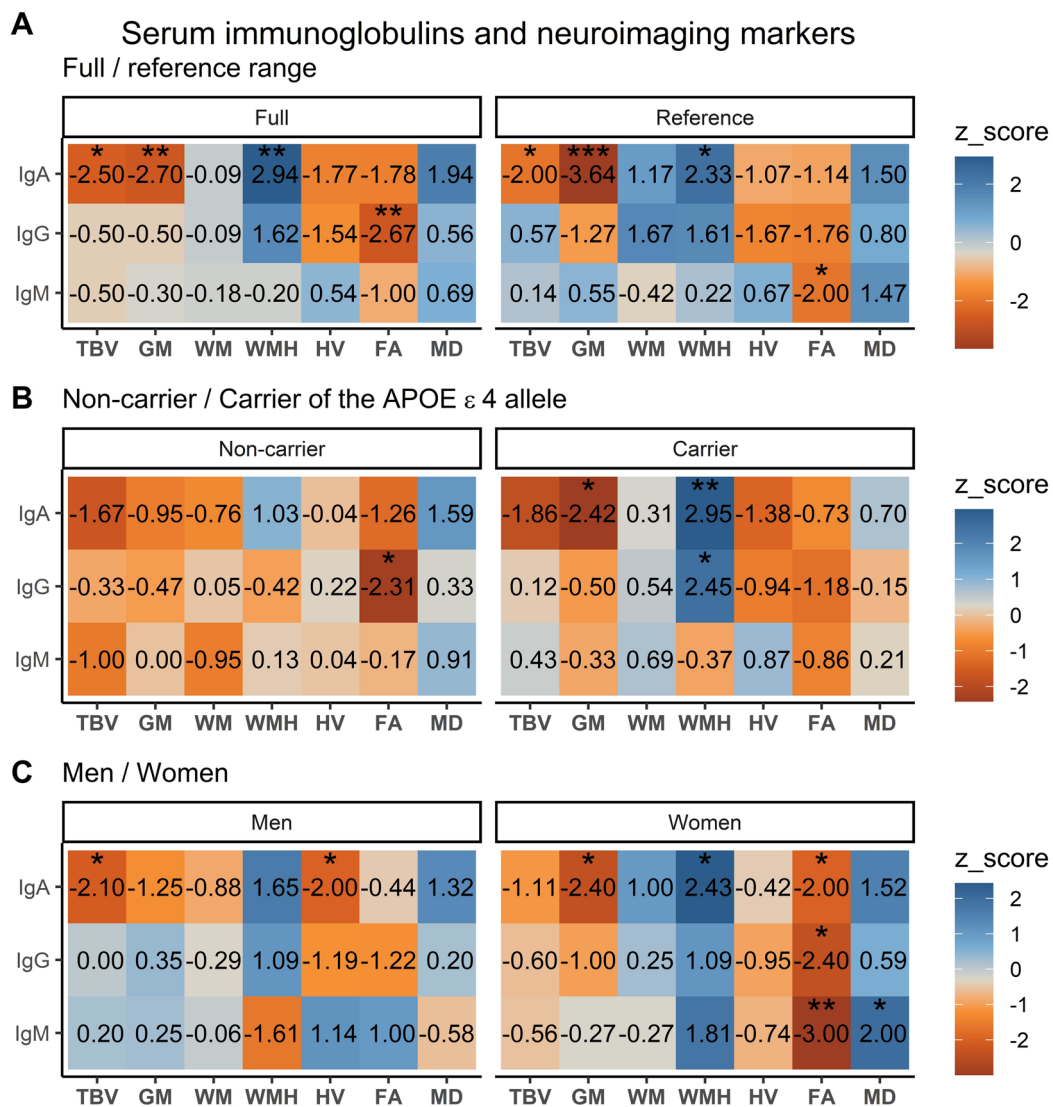 A
Serum immunoglobulins and neuroimaging markers
Full / reference range
Full
Reference
* ** ** * *** *
IgA -2.50 -2.70 -0.09 2.94 -1.77 -1.78 1.94 -2.00 -3.64 1.17 2.33 -1.07 -1.14 1.50
**
IgG -0.50 -0.50 -0.09 1.62 -1.54 -2.67 0.56 0.57 -1.27 1.67 1.61 -1.67 -1.76 0.80
*
IgM -0.50 -0.30 -0.18 -0.20 0.54 -1.00 0.69 0.14 0.55 -0.42 0.22 0.67 -2.00 1.47
TBV GM WM WMH HV FA MD TBV GM WM WMH HV FA MD
z_score
2
0
-2
B Non-carrier / Carrier of the APOE ε 4 allele
Non-carrier
Carrier
* **
IgA -1.67 -0.95 -0.76 1.03 -0.04 -1.26 1.59 -1.86 -2.42 0.31 2.95 -1.38 -0.73 0.70
* *
IgG -0.33 -0.47 0.05 -0.42 0.22 -2.31 0.33 0.12 -0.50 0.54 2.45 -0.94 -1.18 -0.15
IgM -1.00 0.00 -0.95 0.13 0.04 -0.17 0.91 0.43 -0.33 0.69 -0.37 0.87 -0.86 0.21
TBV GM WM WMH HV FA MD TBV GM WM WMH HV FA MD
z_score
2
1
0
-1
-2
C Men / Women
Men
Women
* * * * *
IgA -2.10 -1.25 -0.88 1.65 -2.00 -0.44 1.32 -1.11 -2.40 1.00 2.43 -0.42 -2.00 1.52
*
IgG 0.00 0.35 -0.29 1.09 -1.19 -1.22 0.20 -0.60 -1.00 0.25 1.09 -0.95 -2.40 0.59
** *
IgM 0.20 0.25 -0.06 -1.61 1.14 1.00 -0.58 -0.56 -0.27 -0.27 1.81 -0.74 -3.00 2.00
TBV GM WM WMH HV FA MD TBV GM WM WMH HV FA MD
z_score
2
1
0
-1
-2